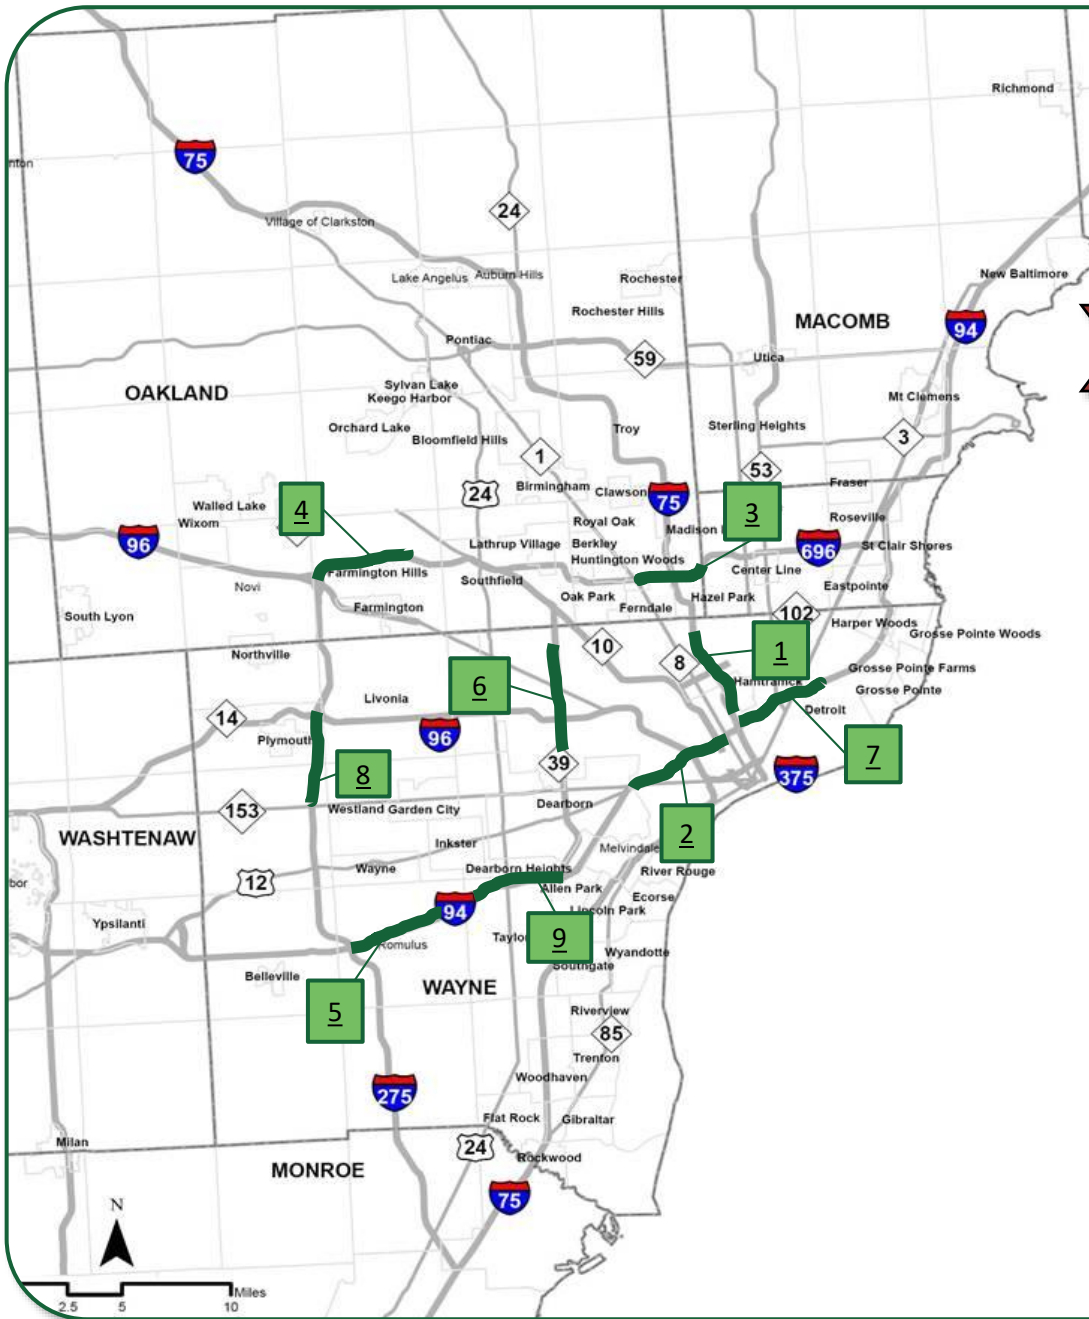 Richmond
75
24
Village of Clarkston
New Baltimore
Lake Angelus
Auburn Hills
Rochester
Rochester Hills
MACOMB
94
Pontiac
59
Utica
OAKLAND
Sylvan Lake
Keego Harbor
Mt Clemens
Orchard Lake
Bloomfield Hills
Troy
Sterling Heights
3
1
53
Birmingham
Clawson
75
24
Fraser
Walled Lake
Wixom
4
3
Roseville
Royal Oak
Madison
96
696
Lathrup Village
Berkley
St Clair Shores
Huntington Woods
Center Line
Farmington Hills
Southfield
Novi
Eastpointe
Oak Park
Hazel Park
Farmington
Ferndale
102
South Lyon
Harper Woods
Grosse Pointe Woods
10
Northville
1
8
Grosse Pointe Farms
Hamtramck
6
Grosse Pointe
Livonia
Detroit
14
96
Plymouth
7
39
8
375
Dearborn
153
Westland
Garden City
WASHTENAW
2
Inkster
Melvindale
Wayne
Dearborn Heights
River Rouge
12
Allen Park
bor
Ecorse
94
Lincoln Park
Ypsilanti
9
Romulus
Taylor
Wyandotte
Southgate
Belleville
WAYNE
5
Riverview
85
Trenton
Woodhaven
275
Flat Rock
Gibraltar
Milan
24
Rockwood
MONROE
75
N
Miles
2.5
5
10